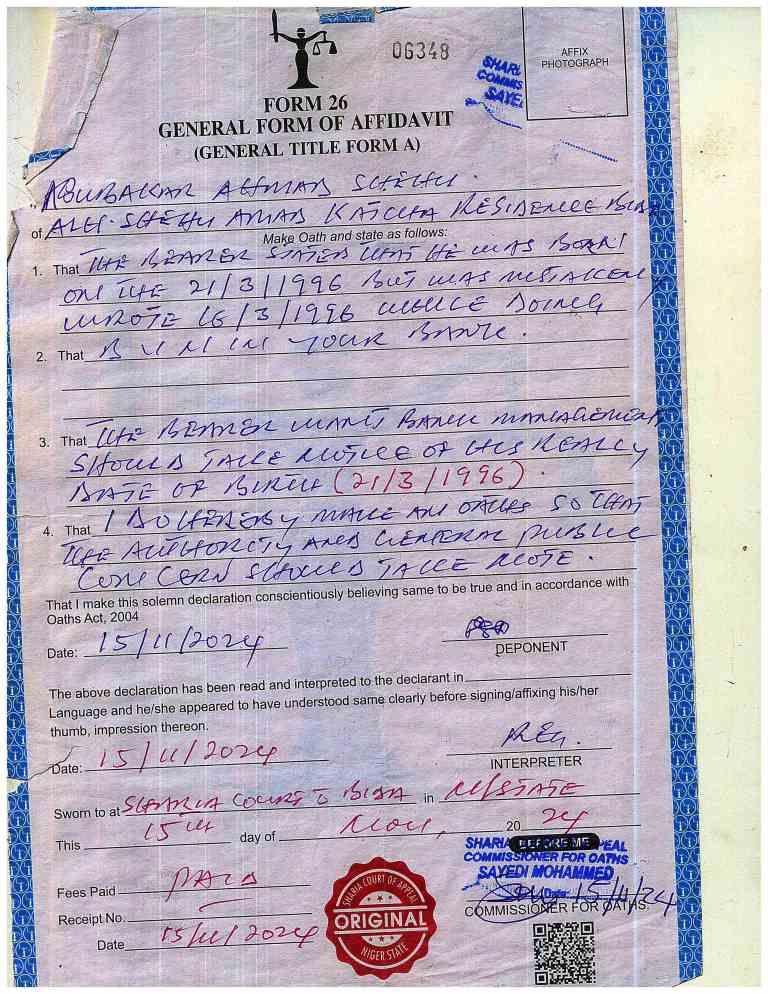 06348
AFFIX
PHOTOGRAPH
SHARI
COMMIS
SAYE
FORM 26
GENERAL FORM OF AFFIDAVIT
(GENERAL TITLE FORM A)
ABUBAKAR AHMAD SHEHU.
of ALH. SHEHU AMAD KATCHA RESIDENCE BIDA
Make Oath and state as follows:
1. That THE BEARER STATED THAT HE WAS BORN
ON THE 21/3/1996 BUT WAS MISTAKENLY
WROTE 16/3/1996 WHILE DOING
2. That B V N IN YOUR BANK.
3. That THE BEARER WANT BANK MANAGEMENT
SHOULD TAKE NOTICE OF HIS REALLY
DATE OF BIRTH (21/3/1996).
4. That I DO HEREBY MAKE AN OATHS SO THAT
THE AUTHORITY AND GENERAL PUBLIC
CONCERN SHOULD TAKE NOTE.
That I make this solemn declaration conscientiously believing same to be true and in accordance with
Oaths Act, 2004
Date: 15/11/2024
DEPONENT
The above declaration has been read and interpreted to the declarant in
Language and he/she appeared to have understood same clearly before signing/affixing his/her
thumb, impression thereon.
REG.
Date: 15/11/2024
INTERPRETER
Sworn to at SHARIA COURT BIDA in N/STATE
This 15TH day of NOV, 20 24
BEFORE ME
SHARIA PEAL
COMMISSIONER FOR OATHS
SAYEDI MOHAMMED
Date: 15/11/24
COMMISSIONER FOR OATHS
Fees Paid PAID
Receipt No.
Date 15/11/2024
SHARIA COURT OF APPEAL
ORIGINAL
NIGER STATE